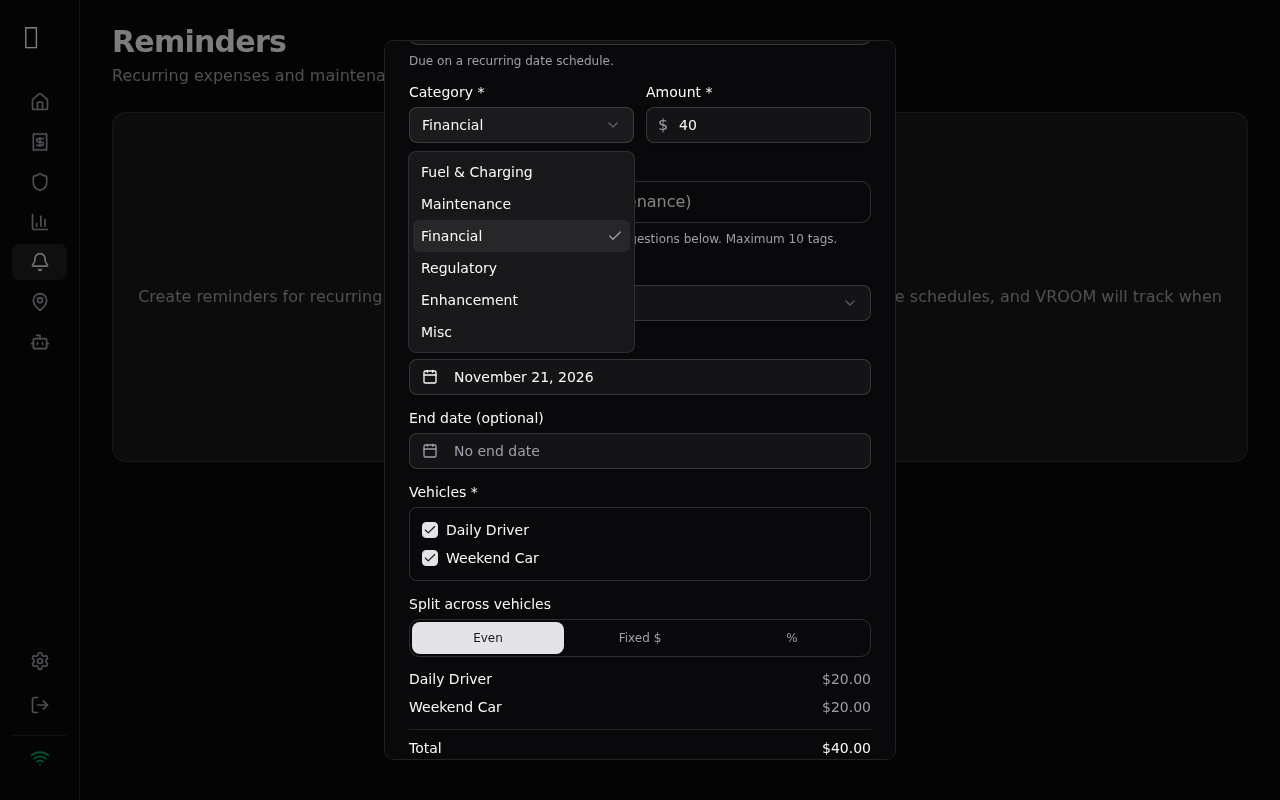 Reminders
Recurring expenses and maintena
Create reminders for recurring
e schedules, and VROOM will track when
Due on a recurring date schedule.
Category *
Amount *
Financial
$ 40
Fuel & Charging
Maintenance
Financial
Regulatory
Enhancement
Misc
enance)
gestions below. Maximum 10 tags.
November 21, 2026
End date (optional)
No end date
Vehicles *
Daily Driver
Weekend Car
Split across vehicles
Even
Fixed $
%
Daily Driver
$20.00
Weekend Car
$20.00
Total
$40.00